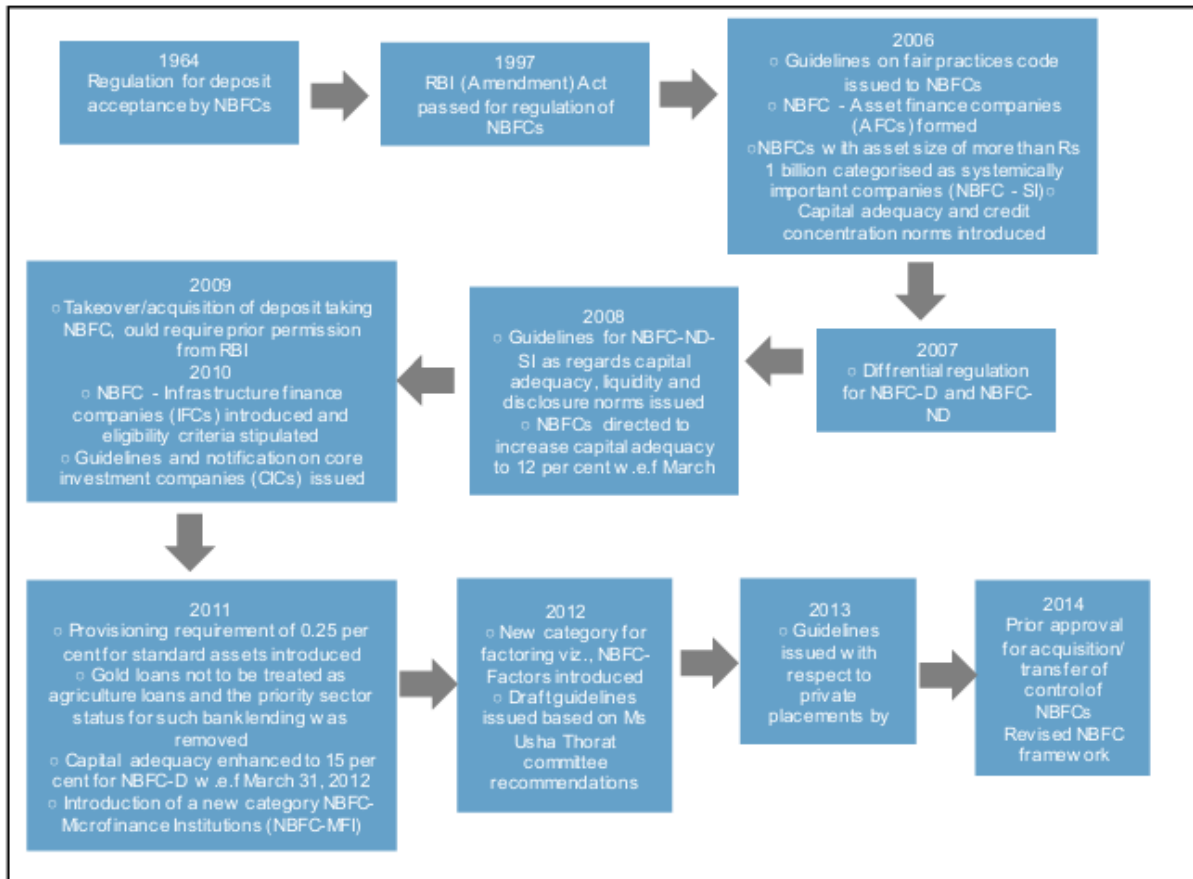 1964
Regulation for deposit
acceptance by NBFCs
1997
RBI (Amendment) Act
passed for regulation of
NBFCs
2006
○ Guidelines on fair practices code
issued to NBFCs
○ NBFC - Asset finance companies
(AFCs) formed
○NBFCs with asset size of more than Rs
1 billion categorised as systemically
important companies (NBFC - SI)○
Capital adequacy and credit
concentration norms introduced
2007
○ Diffrential regulation
for NBFC-D and NBFC-
ND
2008
○ Guidelines for NBFC-ND-
SI as regards capital
adequacy, liquidity and
disclosure norms issued
○ NBFCs directed to
increase capital adequacy
to 12 per cent w.e.f March
2009
○ Takeover/acquisition of deposit taking
NBFC, ould require prior permission
from RBI
2010
○ NBFC - Infrastructure finance
companies (IFCs) introduced and
eligibility criteria stipulated
○ Guidelines and notification on core
investment companies (CICs) issued
2011
○ Provisioning requirement of 0.25 per
cent for standard assets introduced
○ Gold loans not to be treated as
agriculture loans and the priority sector
status for such banklending was
removed
○ Capital adequacy enhanced to 15 per
cent for NBFC-D w.e.f March 31, 2012
○ Introduction of a new category NBFC-
Microfinance Institutions (NBFC-MFI)
2012
○ New category for
factoring viz., NBFC-
Factors introduced
○ Draft guidelines
issued based on Ms
Usha Thorat
committee
recommendations
2013
○ Guidelines
issued with
respect to
private
placements by
2014
Prior approval
for acquisition/
transfer of
control of
NBFCs
Revised NBFC
framework